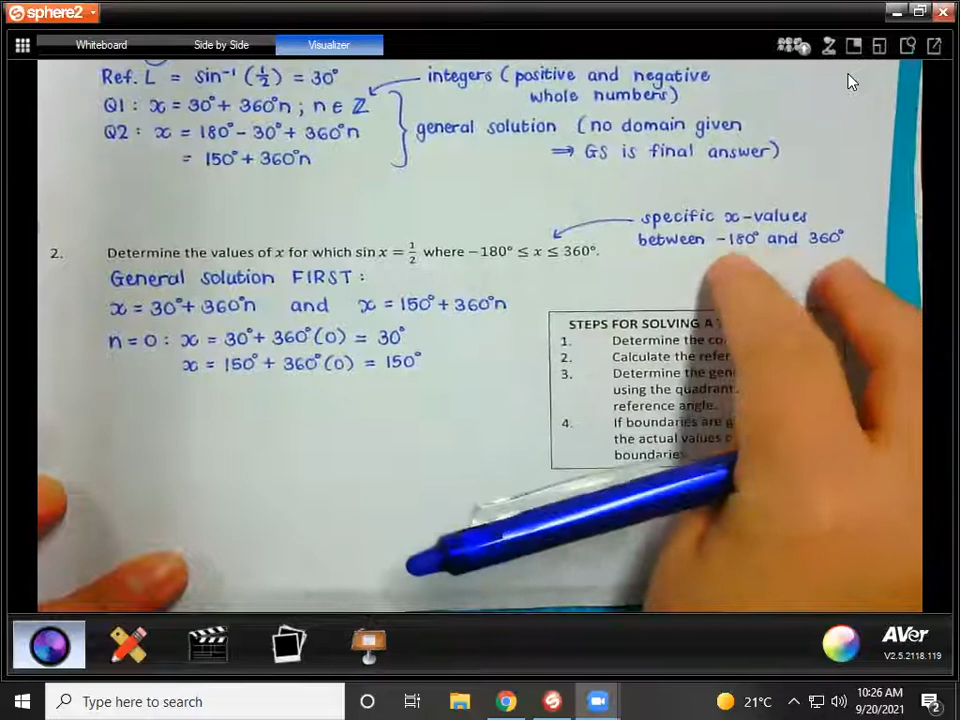 sphere2
Whiteboard
Side by Side
Visualizer
Ref. L = sin⁻¹ (1/2) = 30°
integers (positive and negative
whole numbers)
Q1: x = 30° + 360°n ; n ∈ ℤ
Q2: x = 180° - 30° + 360°n
= 150° + 360°n
general solution (no domain given
⟹ GS is final answer)
specific x-values
between -180° and 360°
2. Determine the values of x for which sin x = 1/2 where −180° ≤ x ≤ 360°.
General solution FIRST:
x = 30° + 360°n and x = 150° + 360°n
n = 0 : x = 30° + 360°(0) = 30°
x = 150° + 360°(0) = 150°
STEPS FOR SOLVING A
1. Determine the
2. Calculate the
3. Determine the
using the
reference angle.
4. If boundaries are
the actual values
boundaries
AVer
V2.5.2118.119
Type here to search
21°C
10:26 AM
9/20/2021
2